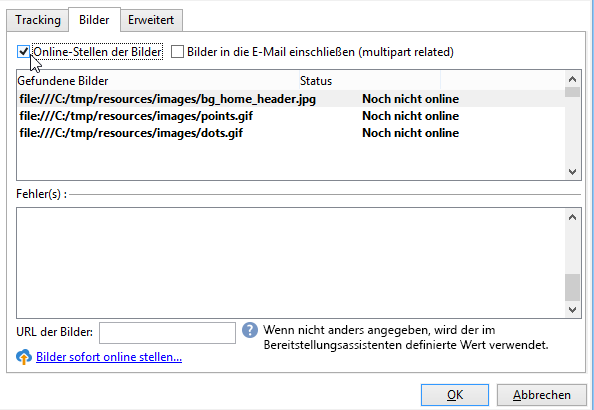 Tracking Bilder Erweitert
Online-Stellen der Bilder Bilder in die E-Mail einschließen (multipart related)
Gefundene Bilder Status
file:///C:/tmp/resources/images/bg_home_header.jpg Noch nicht online
file:///C:/tmp/resources/images/points.gif Noch nicht online
file:///C:/tmp/resources/images/dots.gif Noch nicht online
Fehler(s) :
URL der Bilder: ? Wenn nicht anders angegeben, wird der im
Bereitstellungsassistenten definierte Wert verwendet.
Bilder sofort online stellen...
OK Abbrechen